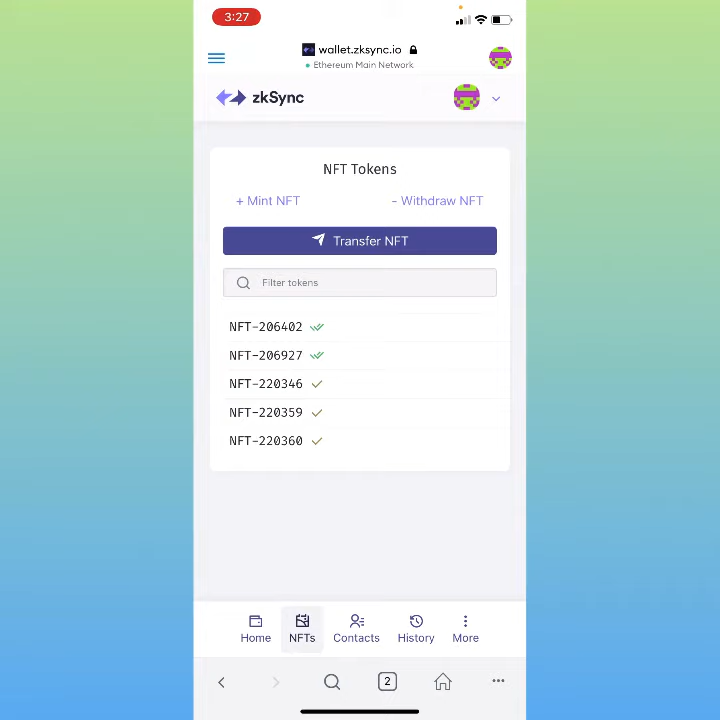 3:27
wallet.zksync.io
Ethereum Main Network
zkSync
NFT Tokens
+ Mint NFT
- Withdraw NFT
Transfer NFT
Filter tokens
NFT-206402
NFT-206927
NFT-220346
NFT-220359
NFT-220360
Home NFTs Contacts History More
2